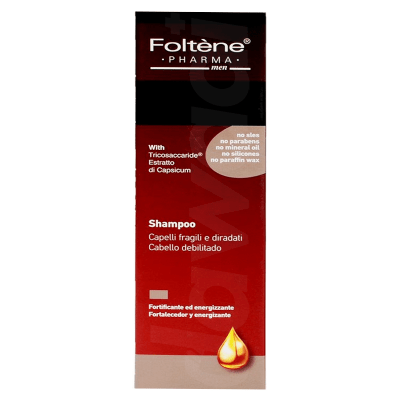 Foltène®
· PHARMA ·
men
no sles
no parabens
no mineral oil
no silicones
no paraffin wax
With
Tricosaccaride®
Estratto
di Capsicum
Shampoo
Capelli fragili e diradati
Cabello debilitado
Fortificante ed energizzante
Fortalecedor y energizante